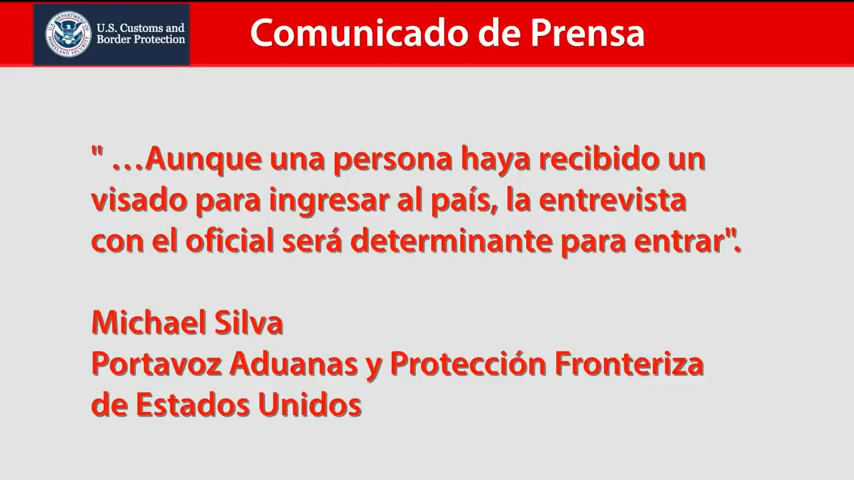 U.S. Customs and
Border Protection
Comunicado de Prensa
" …Aunque una persona haya recibido un
visado para ingresar al país, la entrevista
con el oficial será determinante para entrar".
Michael Silva
Portavoz Aduanas y Protección Fronteriza
de Estados Unidos